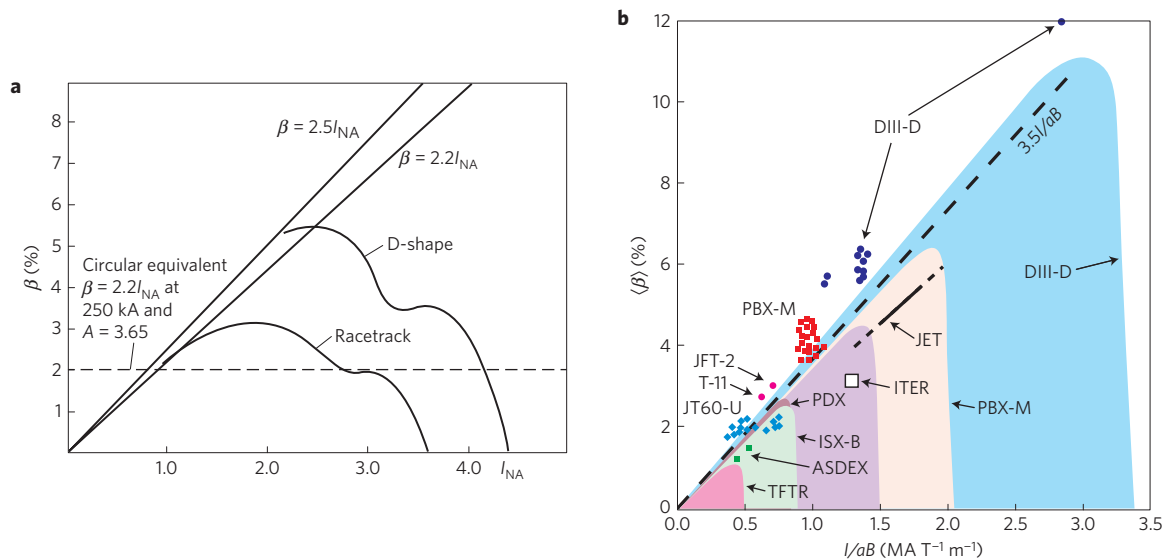 a
β (%)
8
7
6
5
4
3
2
1
1.0
2.0
3.0
4.0
I_NA
β = 2.5I_NA
β = 2.2I_NA
D-shape
Circular equivalent
β = 2.2I_NA at
250 kA and
A = 3.65
Racetrack
b
⟨β⟩ (%)
12
10
8
6
4
2
0
0.0
0.5
1.0
1.5
2.0
2.5
3.0
3.5
I/aB (MA T⁻¹ m⁻¹)
DIII-D
3.5I/aB
DIII-D
PBX-M
JET
JFT-2
T-11
ITER
JT60-U
PDX
PBX-M
ISX-B
ASDEX
TFTR